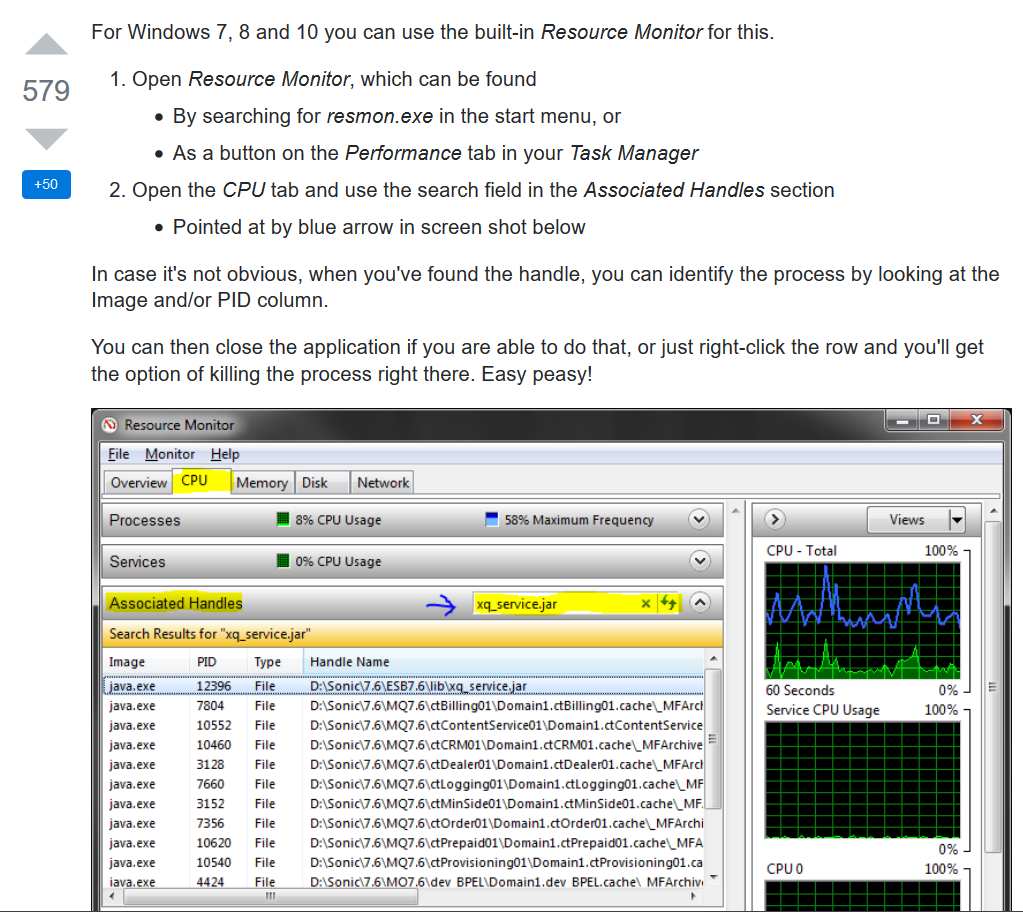 For Windows 7, 8 and 10 you can use the built-in Resource Monitor for this.
579
+50
1. Open Resource Monitor, which can be found
• By searching for resmon.exe in the start menu, or
• As a button on the Performance tab in your Task Manager
2. Open the CPU tab and use the search field in the Associated Handles section
• Pointed at by blue arrow in screen shot below
In case it's not obvious, when you've found the handle, you can identify the process by looking at the
Image and/or PID column.
You can then close the application if you are able to do that, or just right-click the row and you'll get
the option of killing the process right there. Easy peasy!
Resource Monitor
File Monitor Help
Overview CPU Memory Disk Network
Processes 8% CPU Usage 58% Maximum Frequency
Services 0% CPU Usage
Associated Handles xq_service.jar
Search Results for "xq_service.jar"
Image PID Type Handle Name
java.exe 12396 File D:\Sonic\7.6\ESB7.6\lib\xq_service.jar
java.exe 7804 File D:\Sonic\7.6\MQ7.6\ctBilling01\Domain1.ctBilling01.cache\_MFArch
java.exe 10552 File D:\Sonic\7.6\MQ7.6\ctContentService01\Domain1.ctContentService
java.exe 10460 File D:\Sonic\7.6\MQ7.6\ctCRM01\Domain1.ctCRM01.cache\_MFArchive
java.exe 3128 File D:\Sonic\7.6\MQ7.6\ctDealer01\Domain1.ctDealer01.cache\_MFArc
java.exe 7660 File D:\Sonic\7.6\MQ7.6\ctLogging01\Domain1.ctLogging01.cache\_MF
java.exe 3152 File D:\Sonic\7.6\MQ7.6\ctMinSide01\Domain1.ctMinSide01.cache\_MF
java.exe 7356 File D:\Sonic\7.6\MQ7.6\ctOrder01\Domain1.ctOrder01.cache\_MFArchi
java.exe 10620 File D:\Sonic\7.6\MQ7.6\ctPrepaid01\Domain1.ctPrepaid01.cache\_MFA
java.exe 10540 File D:\Sonic\7.6\MQ7.6\ctProvisioning01\Domain1.ctProvisioning01.ca
java.exe 4424 File D:\Sonic\7.6\MQ7.6\dev_BPEL\Domain1.dev_BPEL.cache\_MFArchiv
Views
CPU - Total 100%
60 Seconds 0%
Service CPU Usage 100%
0%
CPU 0 100%